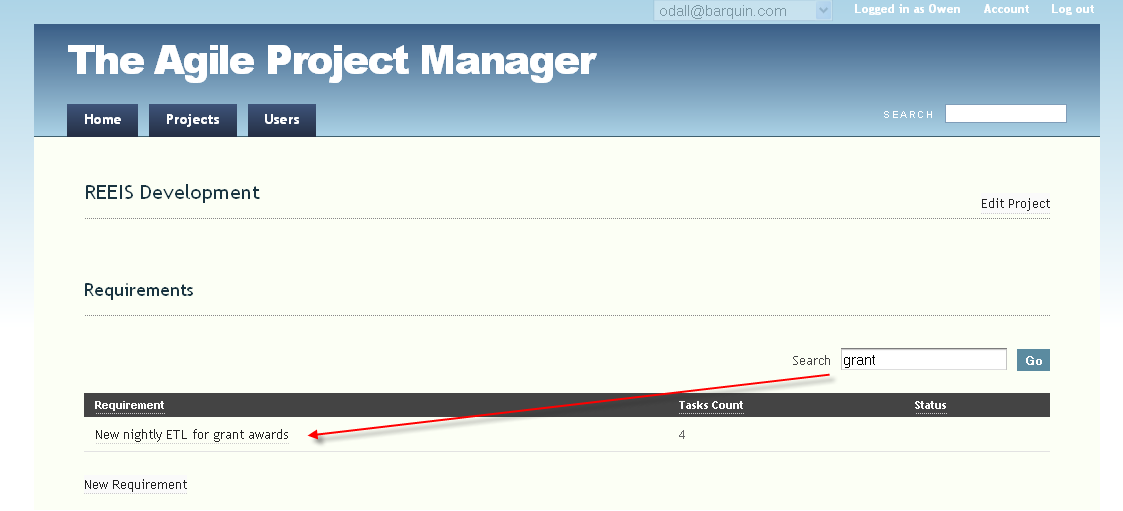 odall@barquin.com Logged in as Owen Account Log out
The Agile Project Manager
Home Projects Users SEARCH
REEIS Development
Edit Project
Requirements
Search grant Go
Requirement Tasks Count Status
New nightly ETL for grant awards 4
New Requirement